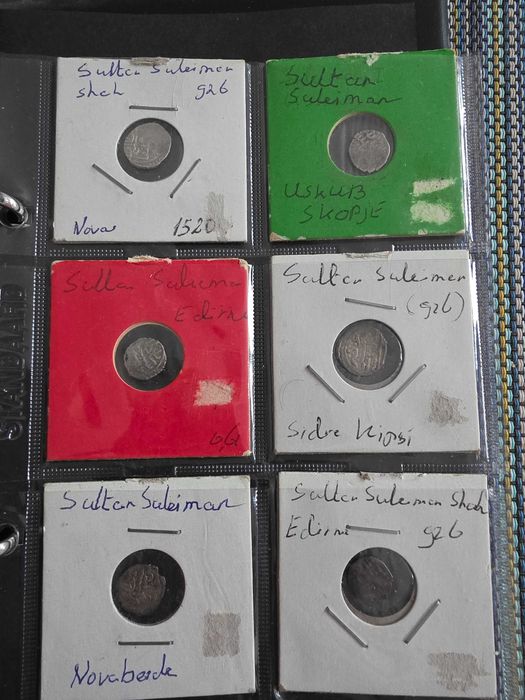 Sultan Suleiman
shah 926
Nova 1520
Sultan
Suleiman
USKUB
SKOPJE
Sultan Suleiman
Edirne
Sultan Suleiman
(926)
Sidre Kipsi
Sultan Suleiman
Novaberde
Sultan Suleiman Shah
Edirne 926